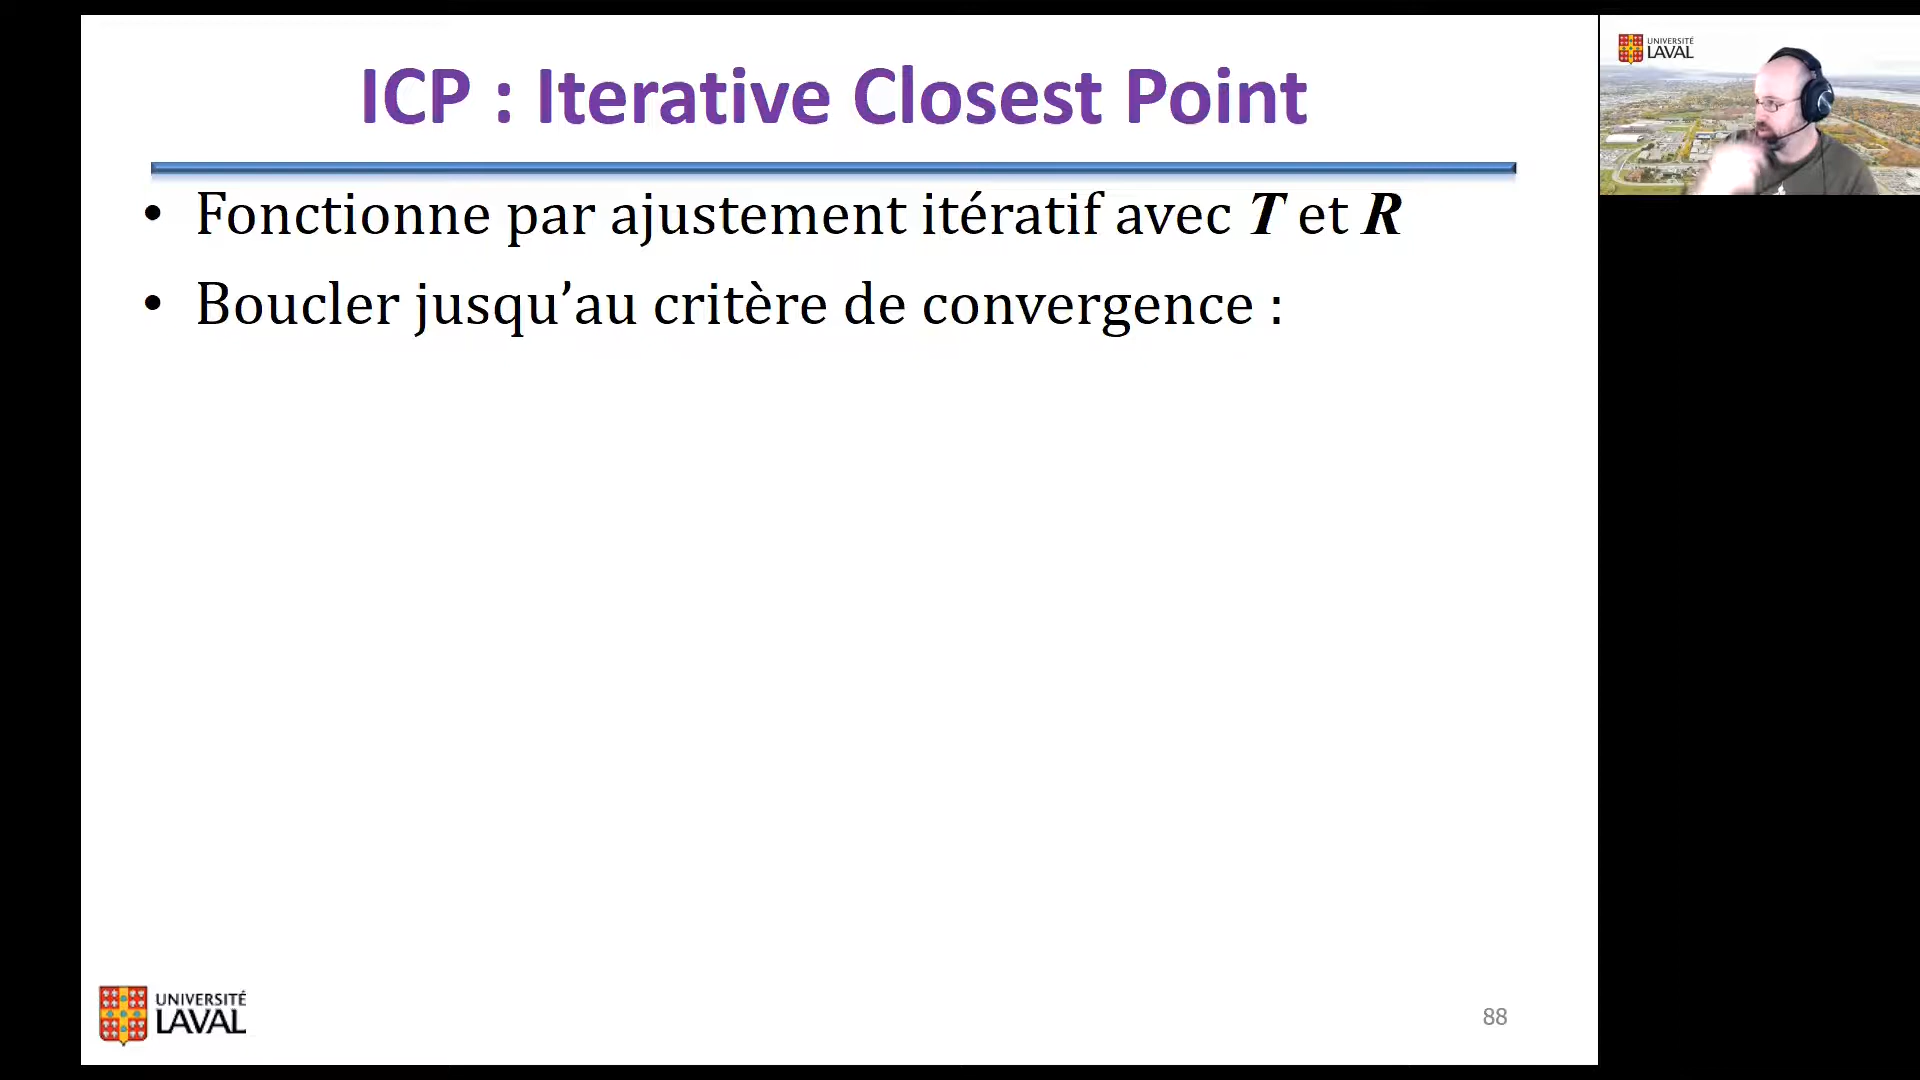 ICP : Iterative Closest Point
• Fonctionne par ajustement itératif avec T et R
• Boucler jusqu’au critère de convergence :
UNIVERSITÉ
LAVAL
88
UNIVERSITÉ
LAVAL